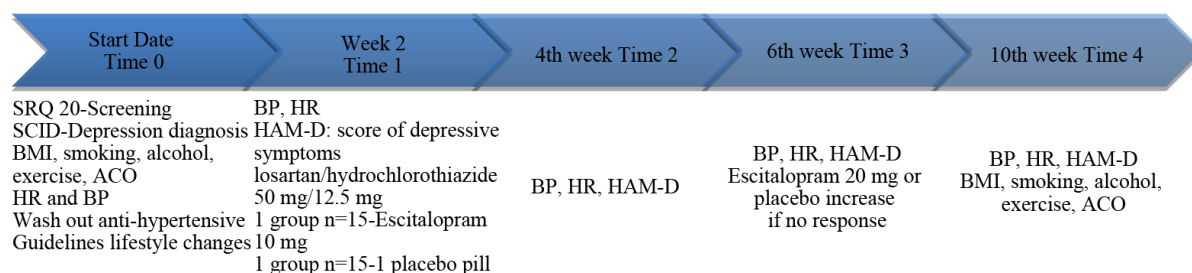 Start Date
Time 0
Week 2
Time 1
4th week Time 2
6th week Time 3
10th week Time 4
SRQ 20-Screening
SCID-Depression diagnosis
BMI, smoking, alcohol,
exercise, ACO
HR and BP
Wash out anti-hypertensive
Guidelines lifestyle changes
BP, HR
HAM-D: score of depressive
symptoms
losartan/hydrochlorothiazide
50 mg/12.5 mg
1 group n=15-Escitalopram
10 mg
1 group n=15-1 placebo pill
BP, HR, HAM-D
BP, HR, HAM-D
Escitalopram 20 mg or
placebo increase
if no response
BP, HR, HAM-D
BMI, smoking, alcohol,
exercise, ACO